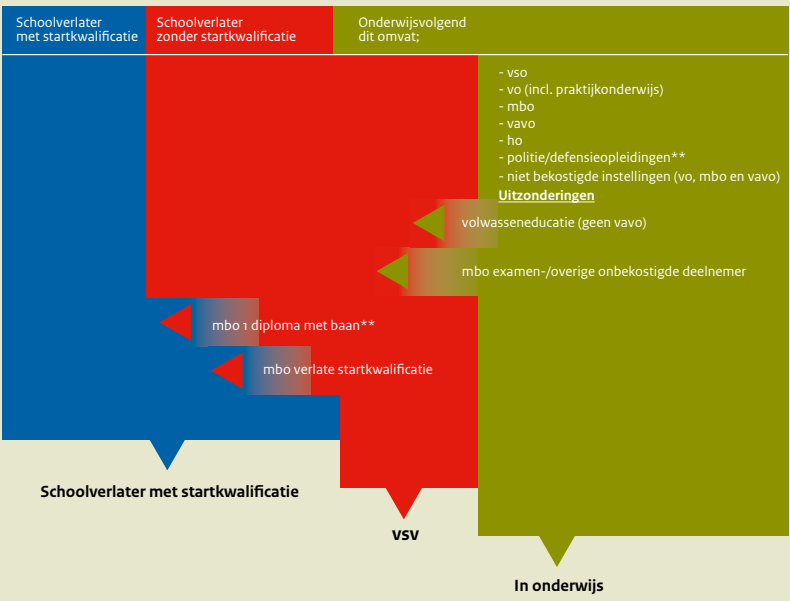 Schoolverlater
met startkwalificatie
Schoolverlater
zonder startkwalificatie
Onderwijsvolgend
dit omvat;
- vso
- vo (incl. praktijkonderwijs)
- mbo
- vavo
- ho
- politie/defensieopleidingen**
- niet bekostigde instellingen (vo, mbo en vavo)
Uitzonderingen
volwasseneducatie (geen vavo)
mbo examen-/overige onbekostigde deelnemer
mbo 1 diploma met baan**
mbo verlate startkwalificatie
Schoolverlater met startkwalificatie
vsv
In onderwijs